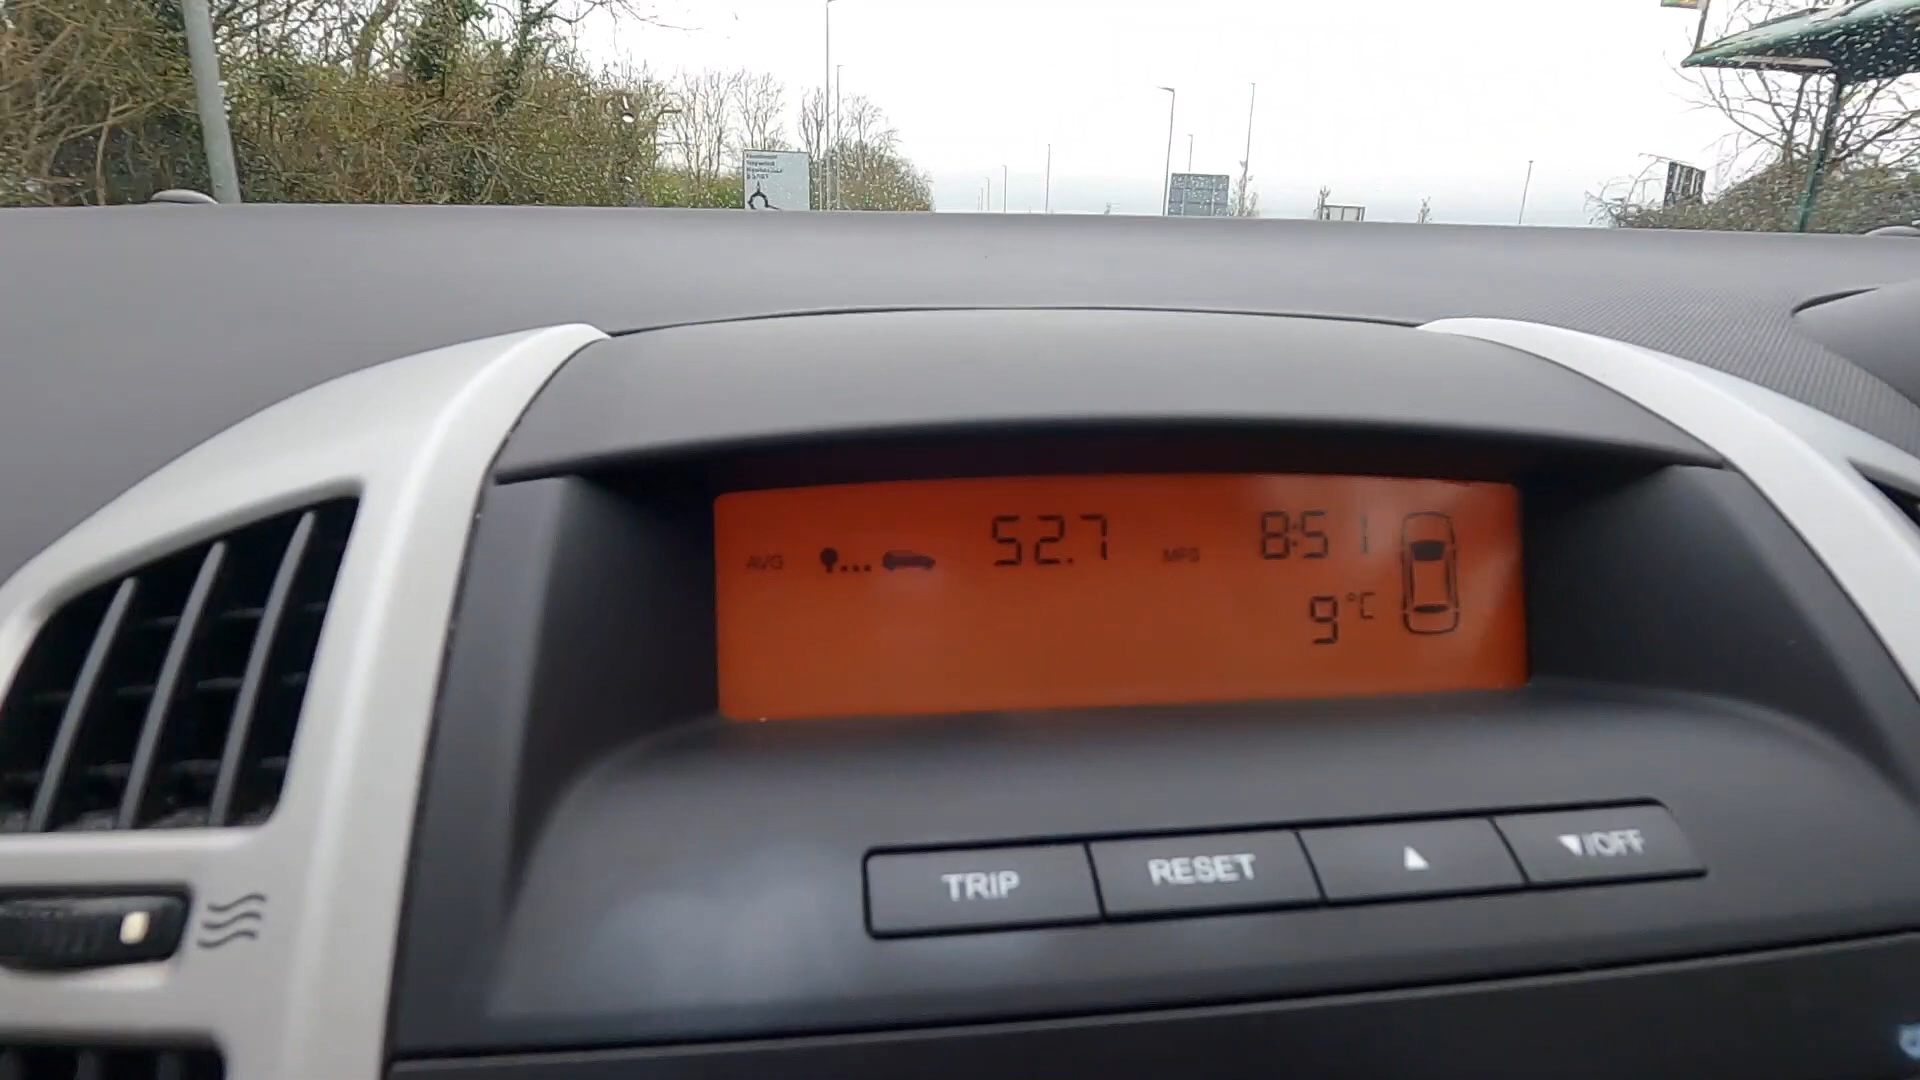 AVG 52.7 MPG 8:51
9°C
TRIP RESET ▲ ▼/OFF